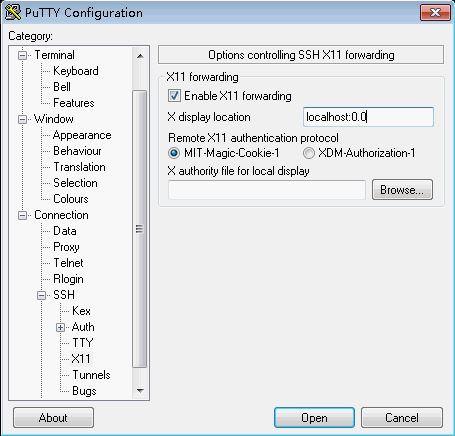 PuTTY Configuration
Category:
Terminal
Keyboard
Bell
Features
Window
Appearance
Behaviour
Translation
Selection
Colours
Connection
Data
Proxy
Telnet
Rlogin
SSH
Kex
Auth
TTY
X11
Tunnels
Bugs
Options controlling SSH X11 forwarding
X11 forwarding
Enable X11 forwarding
X display location localhost:0.0
Remote X11 authentication protocol
MIT-Magic-Cookie-1 XDM-Authorization-1
X authority file for local display
Browse...
About Open Cancel